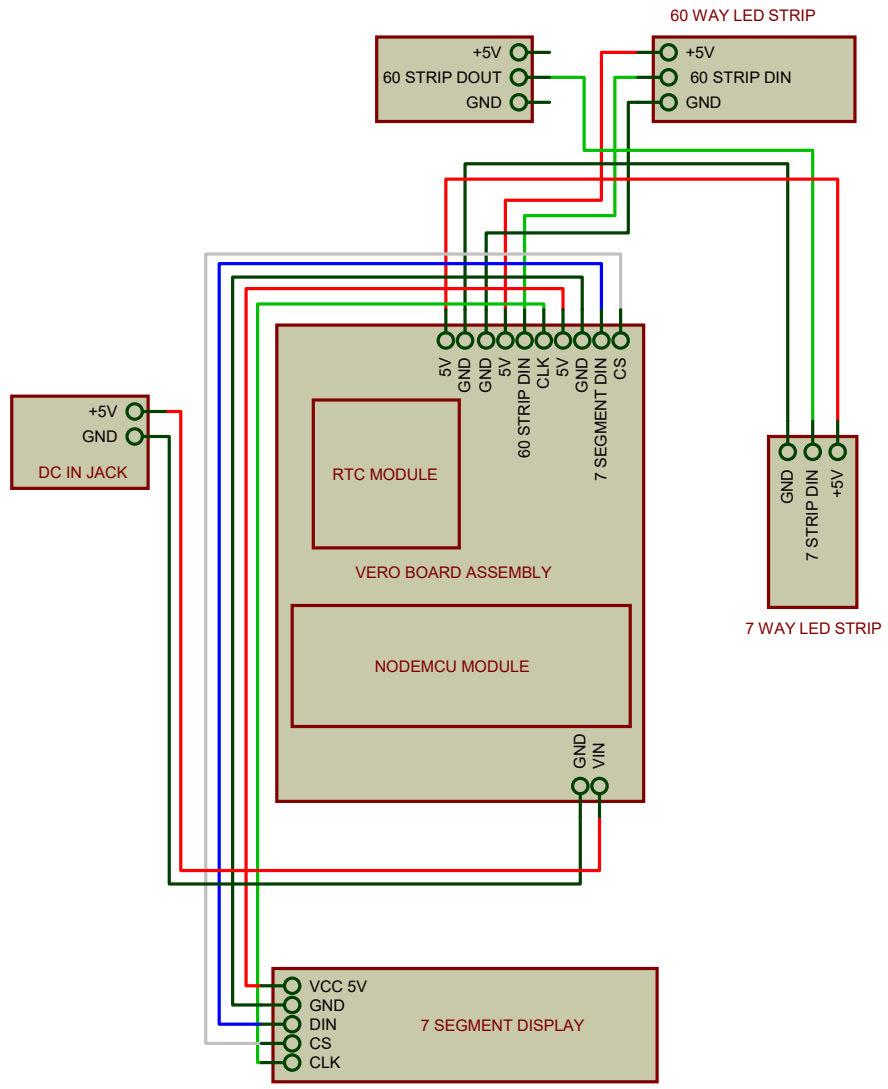 60 WAY LED STRIP
+5V
60 STRIP DOUT
GND
+5V
60 STRIP DIN
GND
5V
GND
GND
5V
60 STRIP DIN
CLK
5V
GND
7 SEGMENT DIN
CS
+5V
GND
DC IN JACK
RTC MODULE
GND
7 STRIP DIN
+5V
VERO BOARD ASSEMBLY
7 WAY LED STRIP
NODEMCU MODULE
GND
VIN
VCC 5V
GND
DIN
CS
CLK
7 SEGMENT DISPLAY